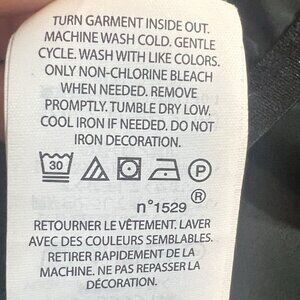 TURN GARMENT INSIDE OUT.
MACHINE WASH COLD. GENTLE
CYCLE. WASH WITH LIKE COLORS.
ONLY NON-CHLORINE BLEACH
WHEN NEEDED. REMOVE
PROMPTLY. TUMBLE DRY LOW.
COOL IRON IF NEEDED. DO NOT
IRON DECORATION.
30 P
n°1529 ®
RETOURNER LE VÊTEMENT. LAVER
AVEC DES COULEURS SEMBLABLES.
RETIRER RAPIDEMENT DE LA
MACHINE. NE PAS REPASSER LA
DÉCORATION.